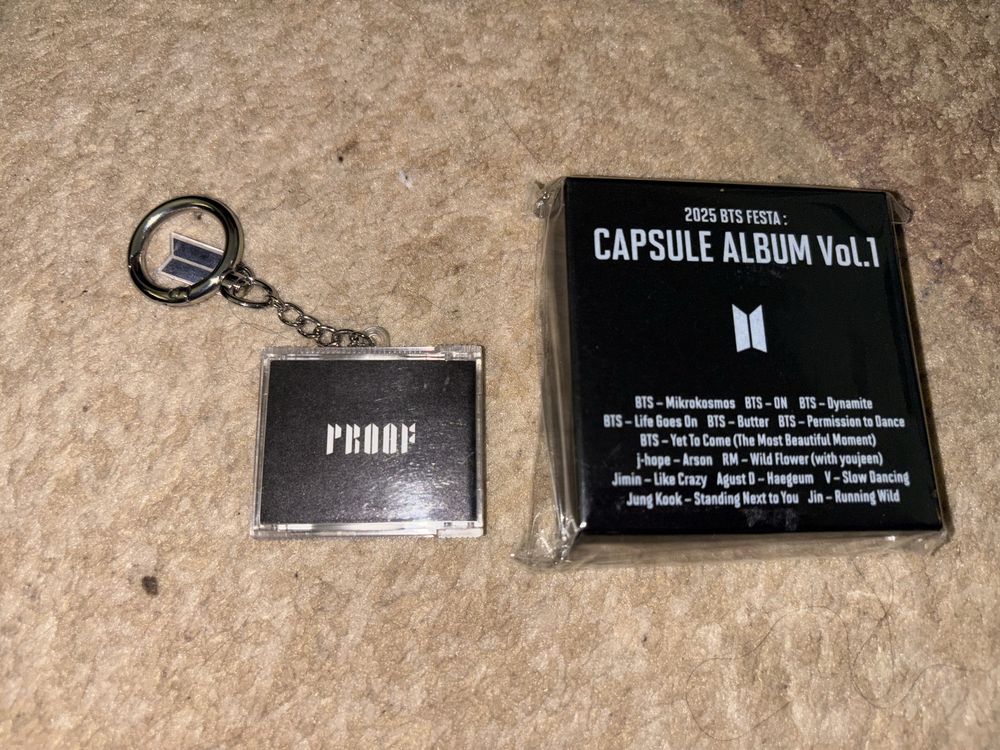 PROOF
2025 BTS FESTA :
CAPSULE ALBUM Vol.1
BTS – Mikrokosmos BTS – ON BTS – Dynamite
BTS – Life Goes On BTS – Butter BTS – Permission to Dance
BTS – Yet To Come (The Most Beautiful Moment)
j-hope – Arson RM – Wild Flower (with youjeen)
Jimin – Like Crazy Agust D – Haegeum V – Slow Dancing
Jung Kook – Standing Next to You Jin – Running Wild